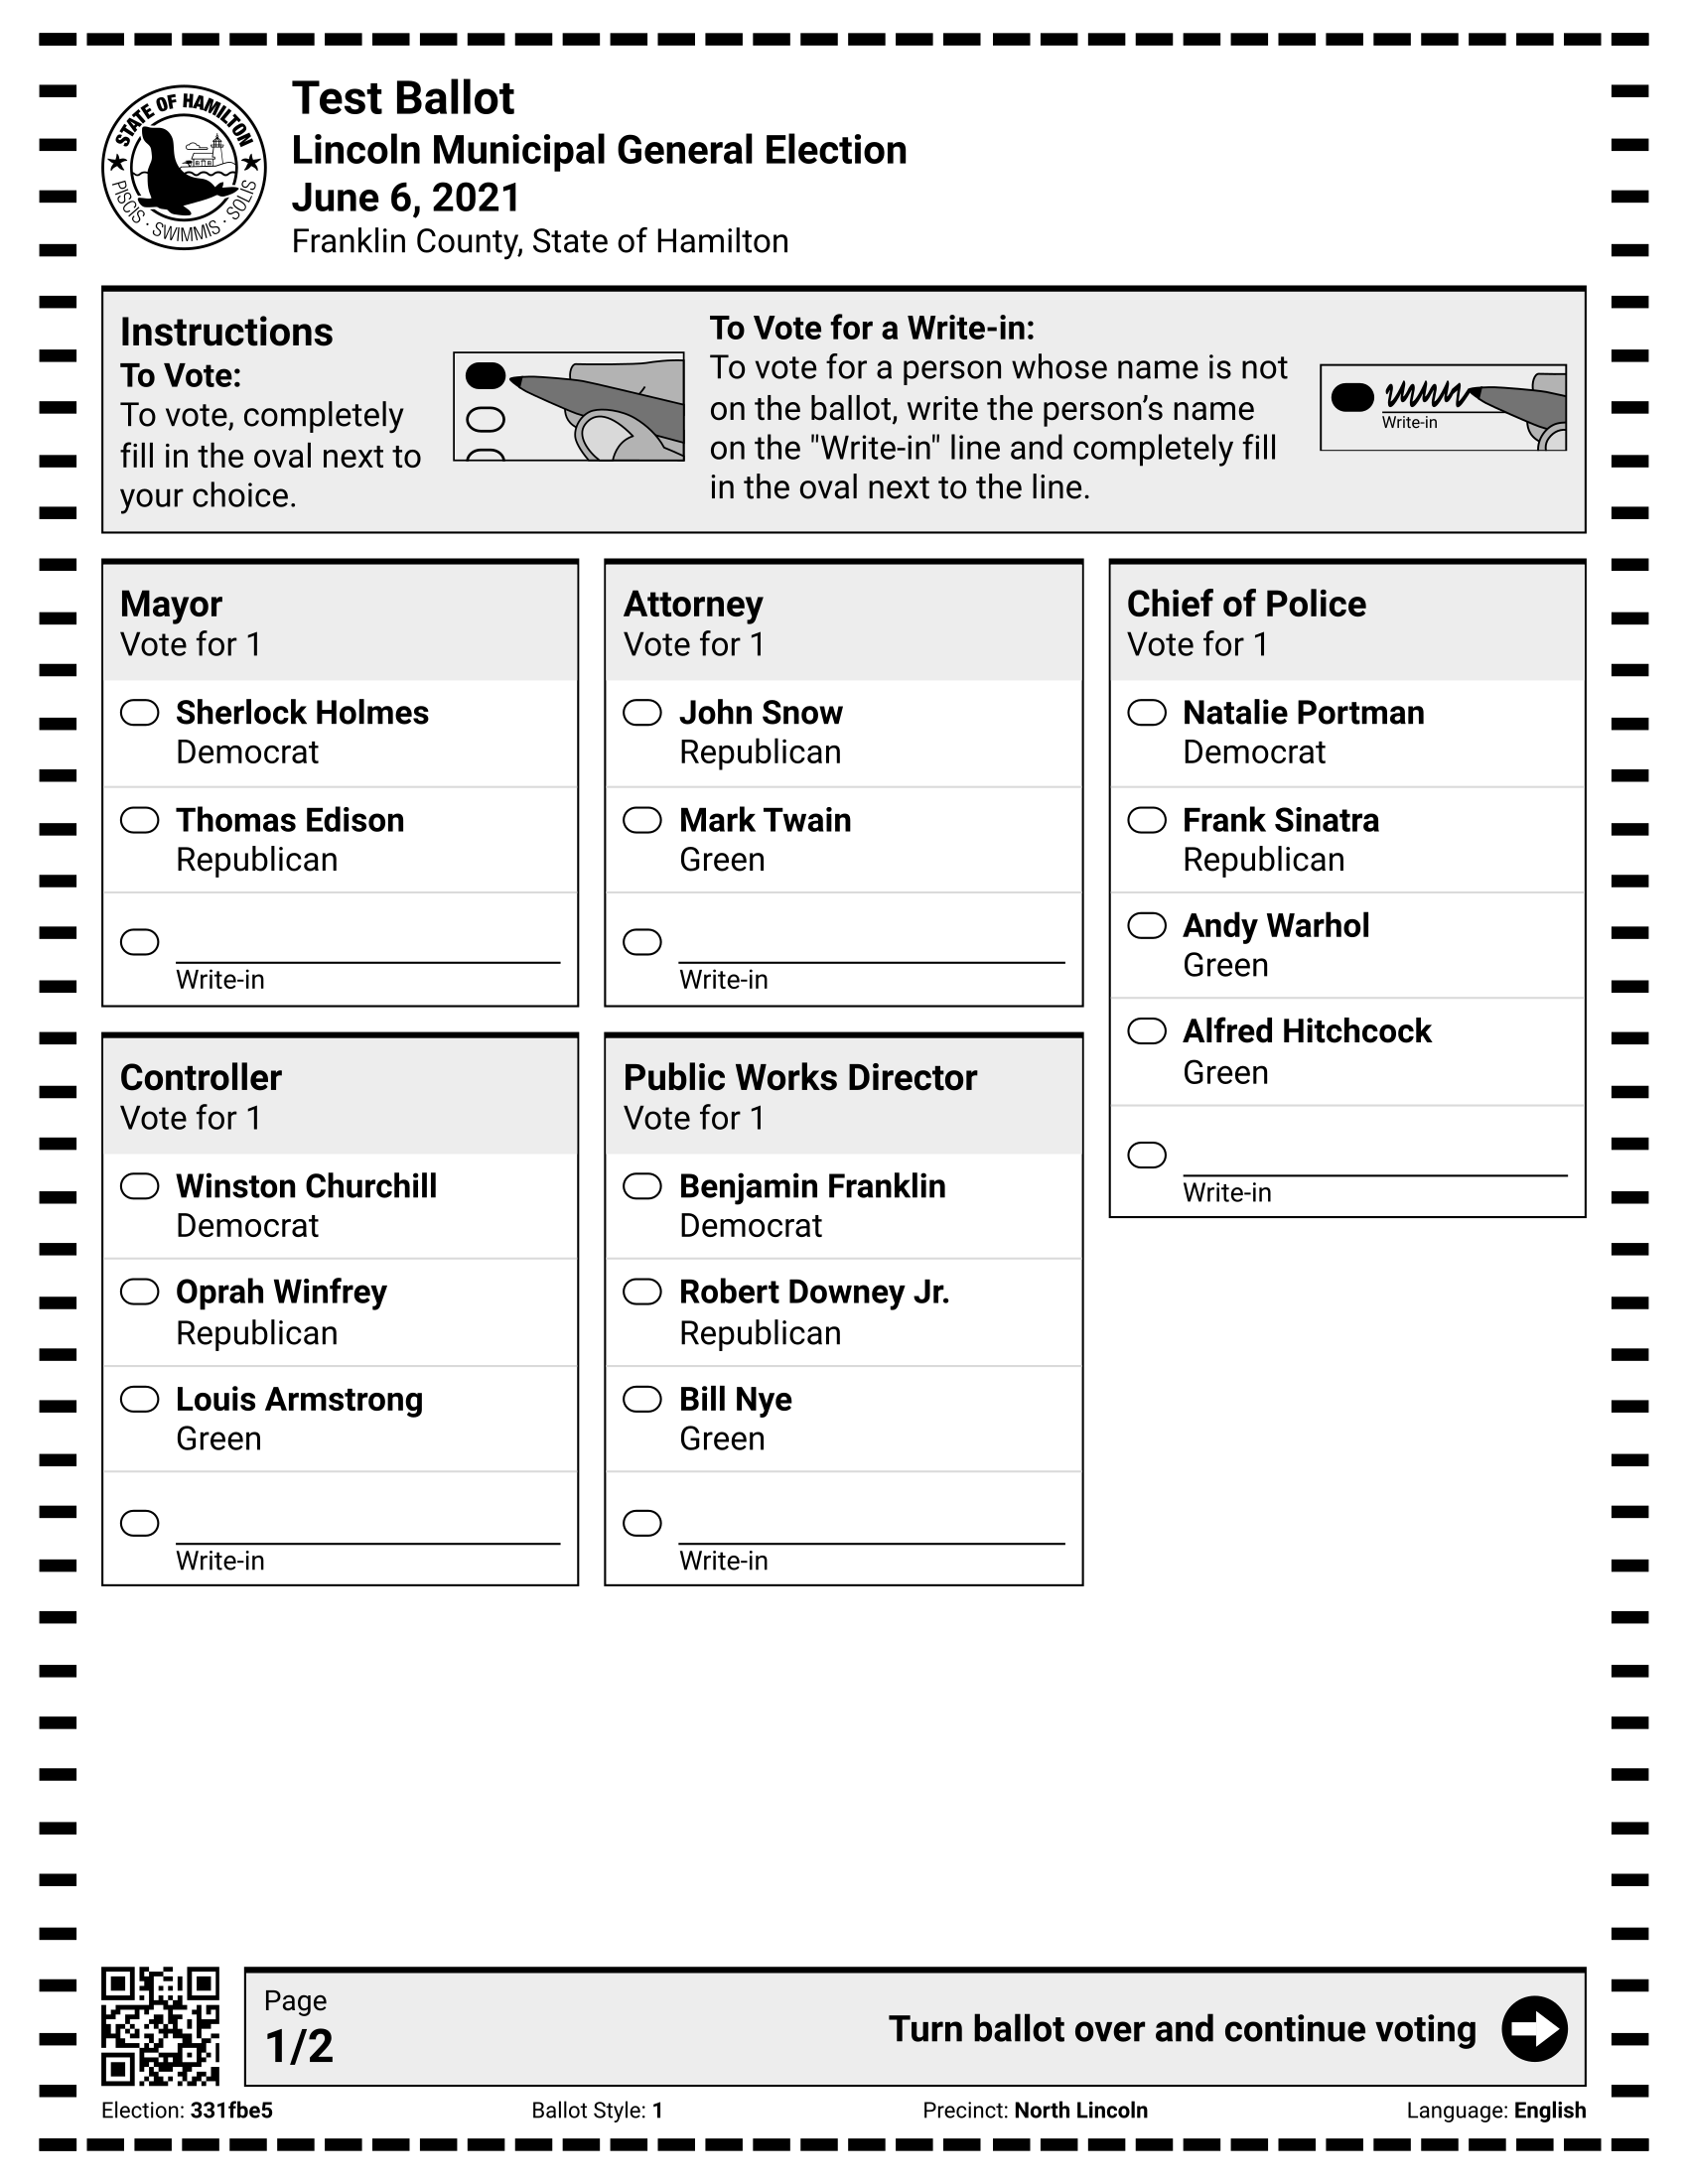 STATE OF HAMILTON
PISCIS · SWIMMIS · SOLIS
Test Ballot
Lincoln Municipal General Election
June 6, 2021
Franklin County, State of Hamilton
Instructions
To Vote:
To vote, completely
fill in the oval next to
your choice.
To Vote for a Write-in:
To vote for a person whose name is not
on the ballot, write the person’s name
on the "Write-in" line and completely fill
in the oval next to the line.
Write-in
Mayor
Vote for 1
Sherlock Holmes
Democrat
Thomas Edison
Republican
Write-in
Controller
Vote for 1
Winston Churchill
Democrat
Oprah Winfrey
Republican
Louis Armstrong
Green
Write-in
Attorney
Vote for 1
John Snow
Republican
Mark Twain
Green
Write-in
Public Works Director
Vote for 1
Benjamin Franklin
Democrat
Robert Downey Jr.
Republican
Bill Nye
Green
Write-in
Chief of Police
Vote for 1
Natalie Portman
Democrat
Frank Sinatra
Republican
Andy Warhol
Green
Alfred Hitchcock
Green
Write-in
Page
1/2
Turn ballot over and continue voting
Election: 331fbe5
Ballot Style: 1
Precinct: North Lincoln
Language: English